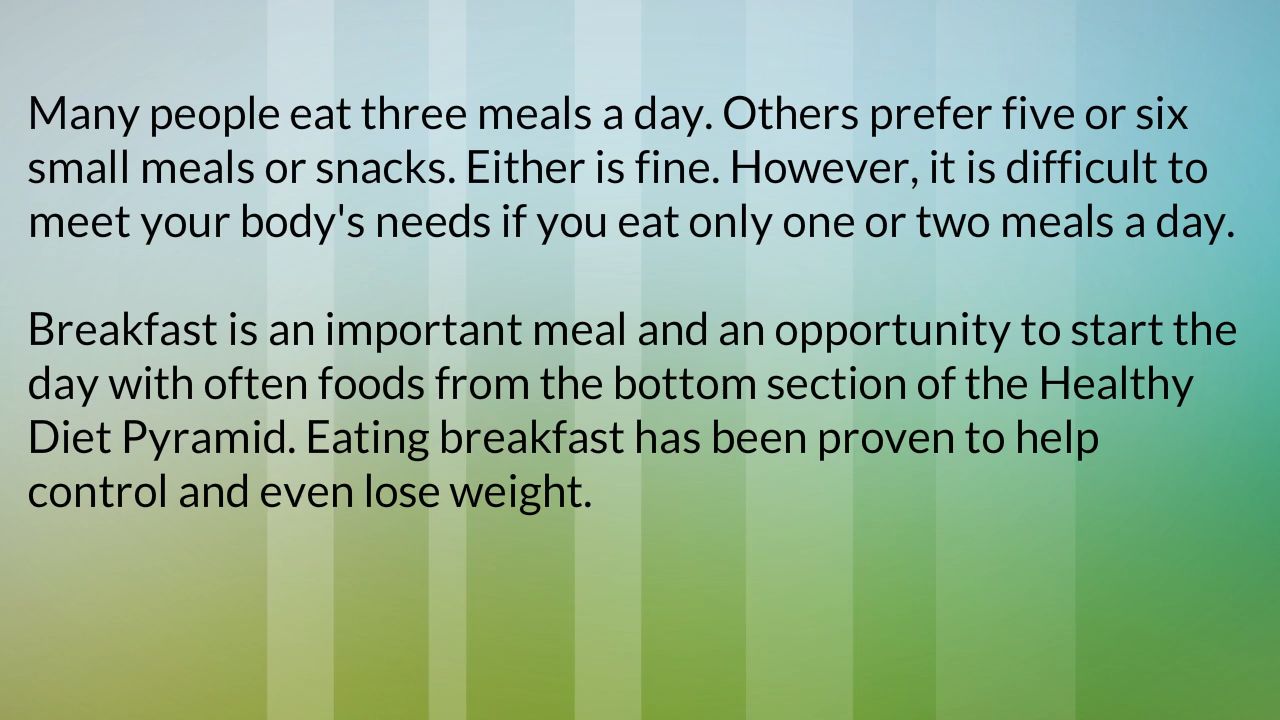 Many people eat three meals a day. Others prefer five or six
small meals or snacks. Either is fine. However, it is difficult to
meet your body's needs if you eat only one or two meals a day.
Breakfast is an important meal and an opportunity to start the
day with often foods from the bottom section of the Healthy
Diet Pyramid. Eating breakfast has been proven to help
control and even lose weight.